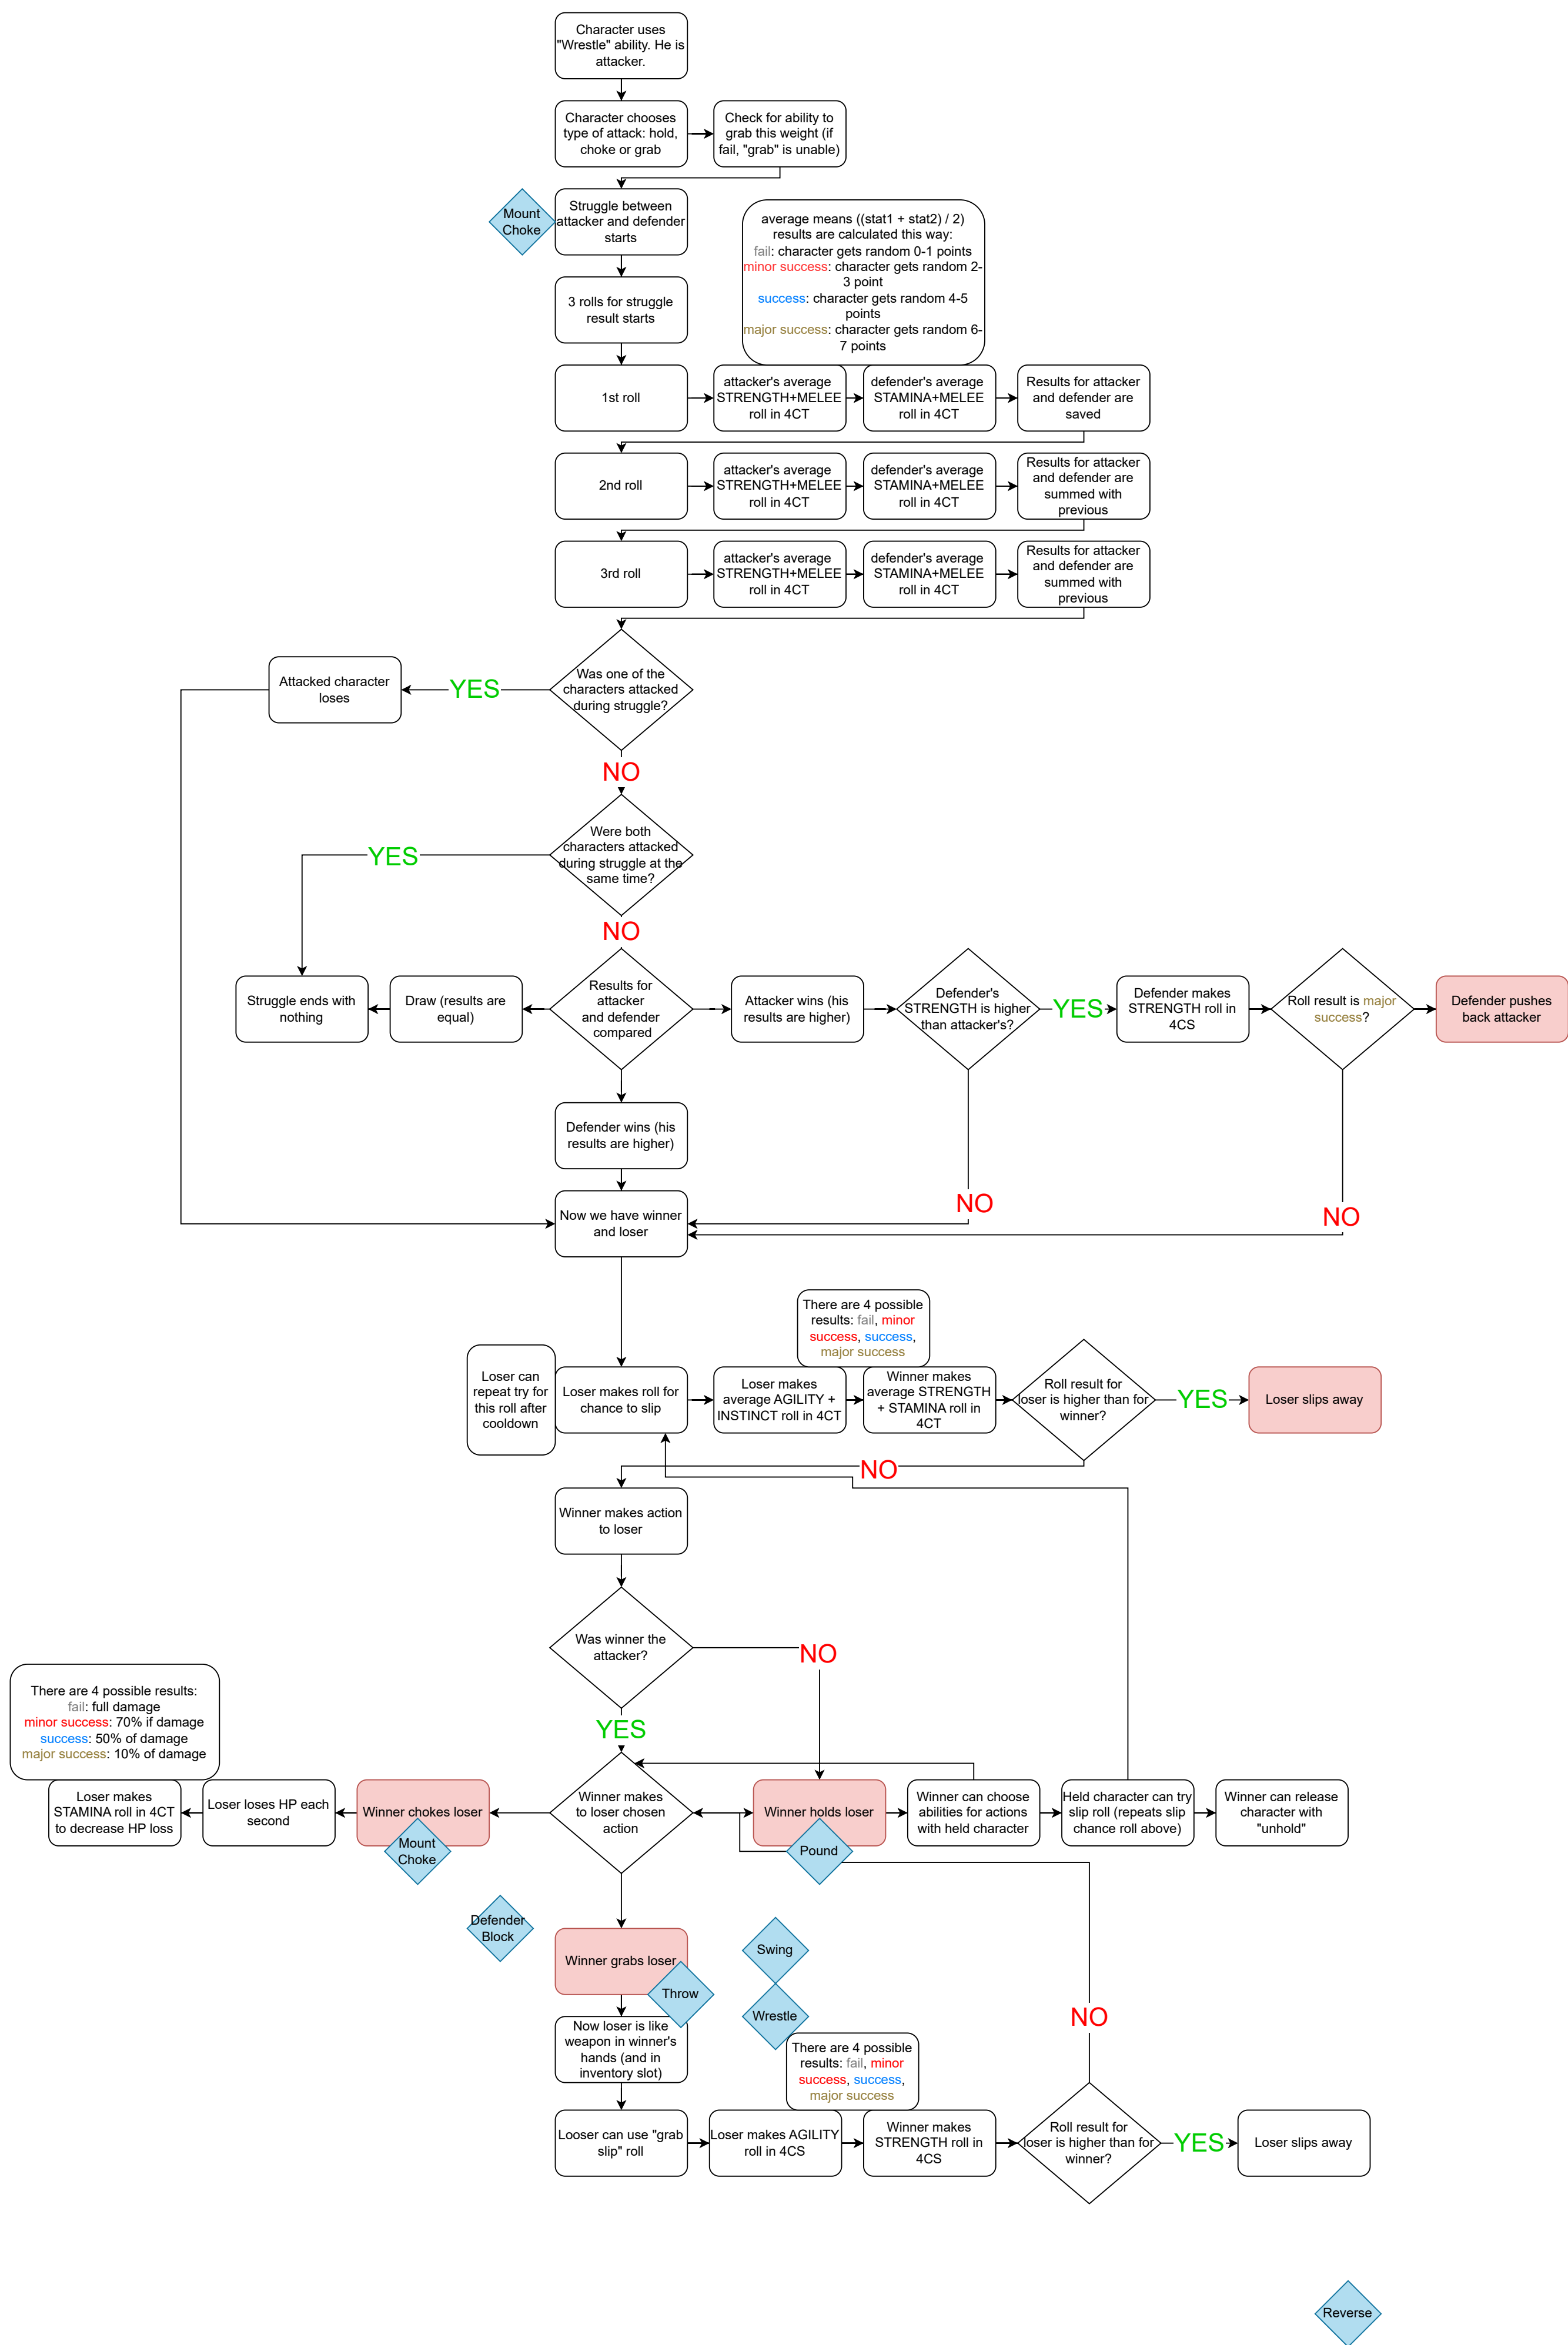 Character uses
"Wrestle" ability. He is
attacker.
Character chooses
type of attack: hold,
choke or grab
Check for ability to
grab this weight (if
fail, "grab" is unable)
Mount
Choke
Struggle between
attacker and defender
starts
average means ((stat1 + stat2) / 2)
results are calculated this way:
fail: character gets random 0-1 points
minor success: character gets random 2-
3 point
success: character gets random 4-5
points
major success: character gets random 6-
7 points
3 rolls for struggle
result starts
1st roll
attacker's average
STRENGTH+MELEE
roll in 4CT
defender's average
STAMINA+MELEE
roll in 4CT
Results for attacker
and defender are
saved
2nd roll
attacker's average
STRENGTH+MELEE
roll in 4CT
defender's average
STAMINA+MELEE
roll in 4CT
Results for attacker
and defender are
summed with
previous
3rd roll
attacker's average
STRENGTH+MELEE
roll in 4CT
defender's average
STAMINA+MELEE
roll in 4CT
Results for attacker
and defender are
summed with
previous
Attacked character
loses
YES
Was one of the
characters attacked
during struggle?
NO
YES
Were both
characters attacked
during struggle at the
same time?
NO
Struggle ends with
nothing
Draw (results are
equal)
Results for
attacker
and defender
compared
Attacker wins (his
results are higher)
Defender's
STRENGTH is higher
than attacker's?
YES
Defender makes
STRENGTH roll in
4CS
Roll result is major
success?
Defender pushes
back attacker
Defender wins (his
results are higher)
NO
NO
Now we have winner
and loser
There are 4 possible
results: fail, minor
success, success,
major success
Loser can
repeat try for
this roll after
cooldown
Loser makes roll for
chance to slip
Loser makes
average AGILITY +
INSTINCT roll in 4CT
Winner makes
average STRENGTH
+ STAMINA roll in
4CT
Roll result for
loser is higher than for
winner?
YES
Loser slips away
NO
Winner makes action
to loser
Was winner the
attacker?
NO
YES
There are 4 possible results:
fail: full damage
minor success: 70% if damage
success: 50% of damage
major success: 10% of damage
Loser makes
STAMINA roll in 4CT
to decrease HP loss
Loser loses HP each
second
Winner chokes loser
Mount
Choke
Winner makes
to loser chosen
action
Winner holds loser
Pound
Winner can choose
abilities for actions
with held character
Held character can try
slip roll (repeats slip
chance roll above)
Winner can release
character with
"unhold"
Defender
Block
Winner grabs loser
Throw
Swing
Wrestle
NO
Now loser is like
weapon in winner's
hands (and in
inventory slot)
There are 4 possible
results: fail, minor
success, success,
major success
Looser can use "grab
slip" roll
Loser makes AGILITY
roll in 4CS
Winner makes
STRENGTH roll in
4CS
Roll result for
loser is higher than for
winner?
YES
Loser slips away
Reverse